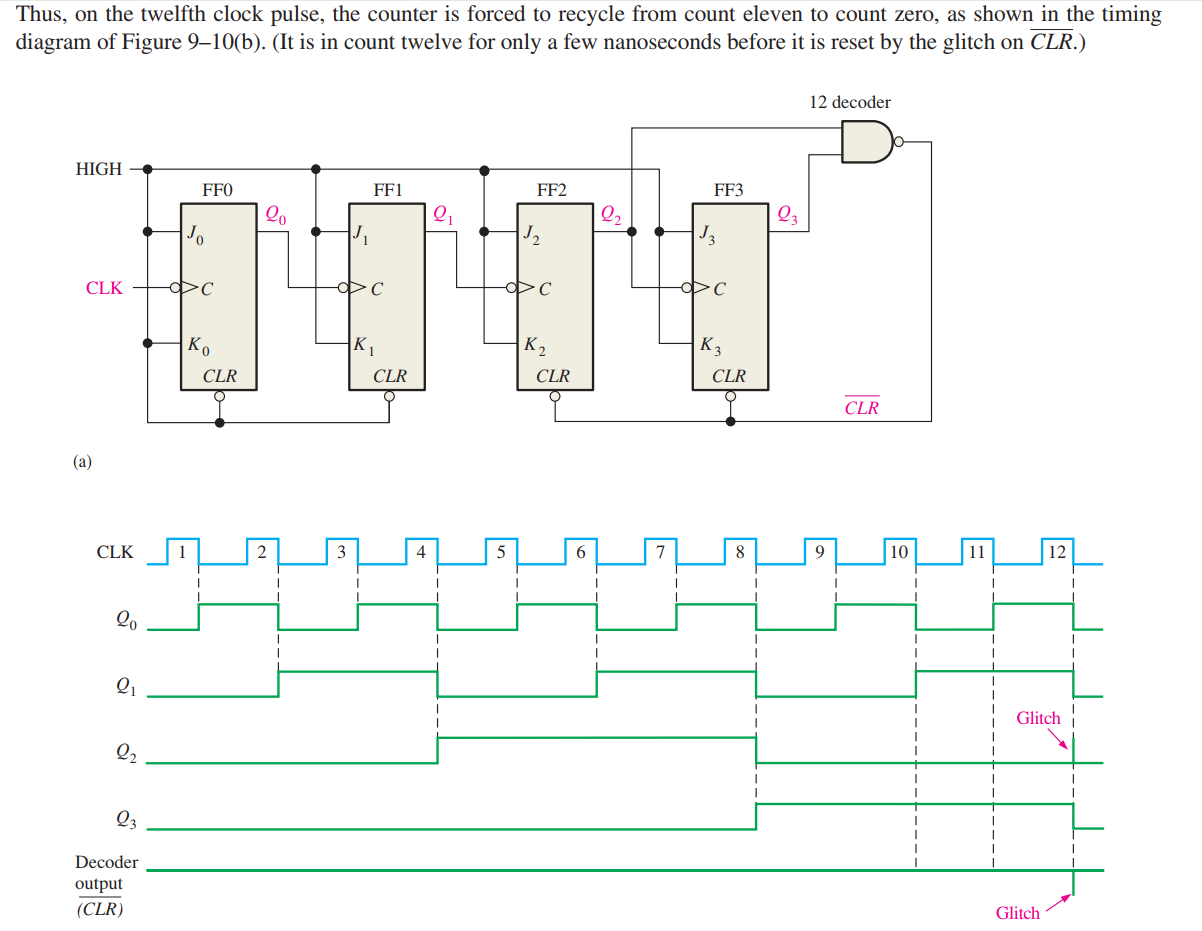 Thus, on the twelfth clock pulse, the counter is forced to recycle from count eleven to count zero, as shown in the timing
diagram of Figure 9–10(b). (It is in count twelve for only a few nanoseconds before it is reset by the glitch on C̅L̅R̅.)
12 decoder
HIGH
FF0 FF1 FF2 FF3
Q₀ Q₁ Q₂ Q₃
J₀ J₁ J₂ J₃
CLK C C C C
K₀ K₁ K₂ K₃
CLR CLR CLR CLR
C̅L̅R̅
(a)
CLK 1 2 3 4 5 6 7 8 9 10 11 12
Q₀
Q₁
Glitch
Q₂
Q₃
Decoder
output
(C̅L̅R̅)
Glitch